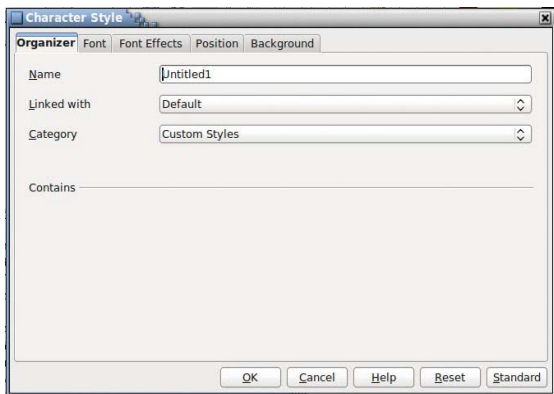 Character Style
Organizer Font Font Effects Position Background
Name Untitled1
Linked with Default
Category Custom Styles
Contains
OK Cancel Help Reset Standard